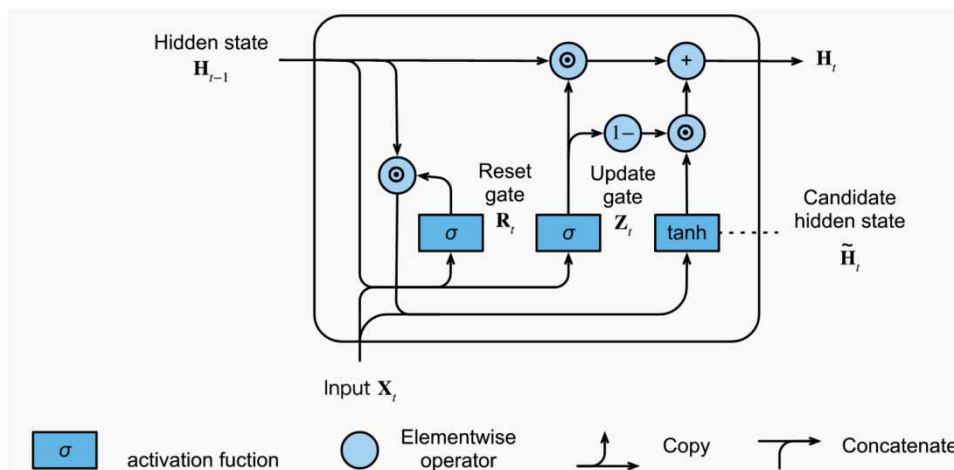 Hidden state
H_{t-1}
⊙
+
H_t
1−
⊙
⊙
Reset
gate
R_t
Update
gate
Z_t
Candidate
hidden state
H̃_t
σ
σ
tanh
Input X_t
σ
activation fuction
Elementwise
operator
Copy
Concatenate